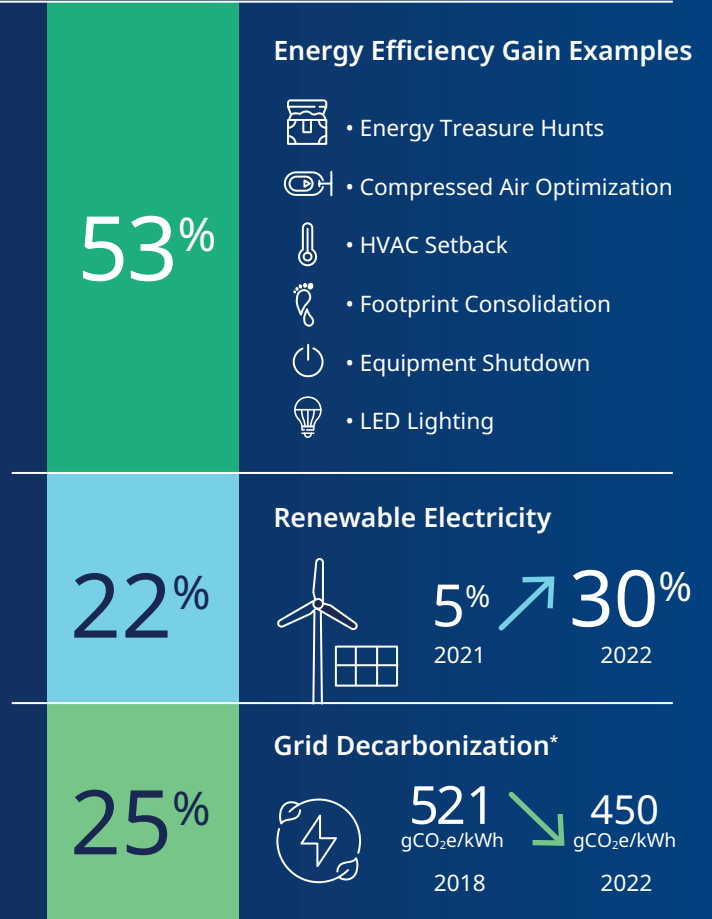 53%
Energy Efficiency Gain Examples
• Energy Treasure Hunts
• Compressed Air Optimization
• HVAC Setback
• Footprint Consolidation
• Equipment Shutdown
• LED Lighting
22%
Renewable Electricity
5% 30%
2021 2022
25%
Grid Decarbonization*
521 450
gCO₂e/kWh gCO₂e/kWh
2018 2022